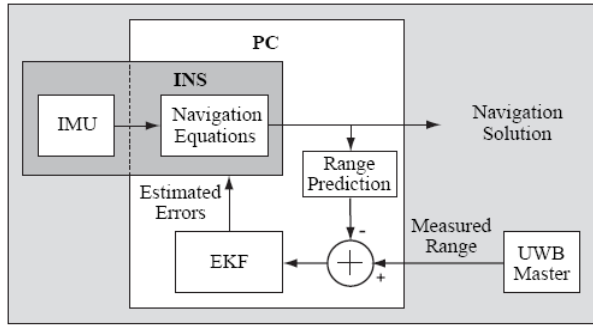 PC
INS
IMU
Navigation
Equations
Navigation
Solution
Range
Prediction
Estimated
Errors
-
Measured
Range
EKF
+
UWB
Master